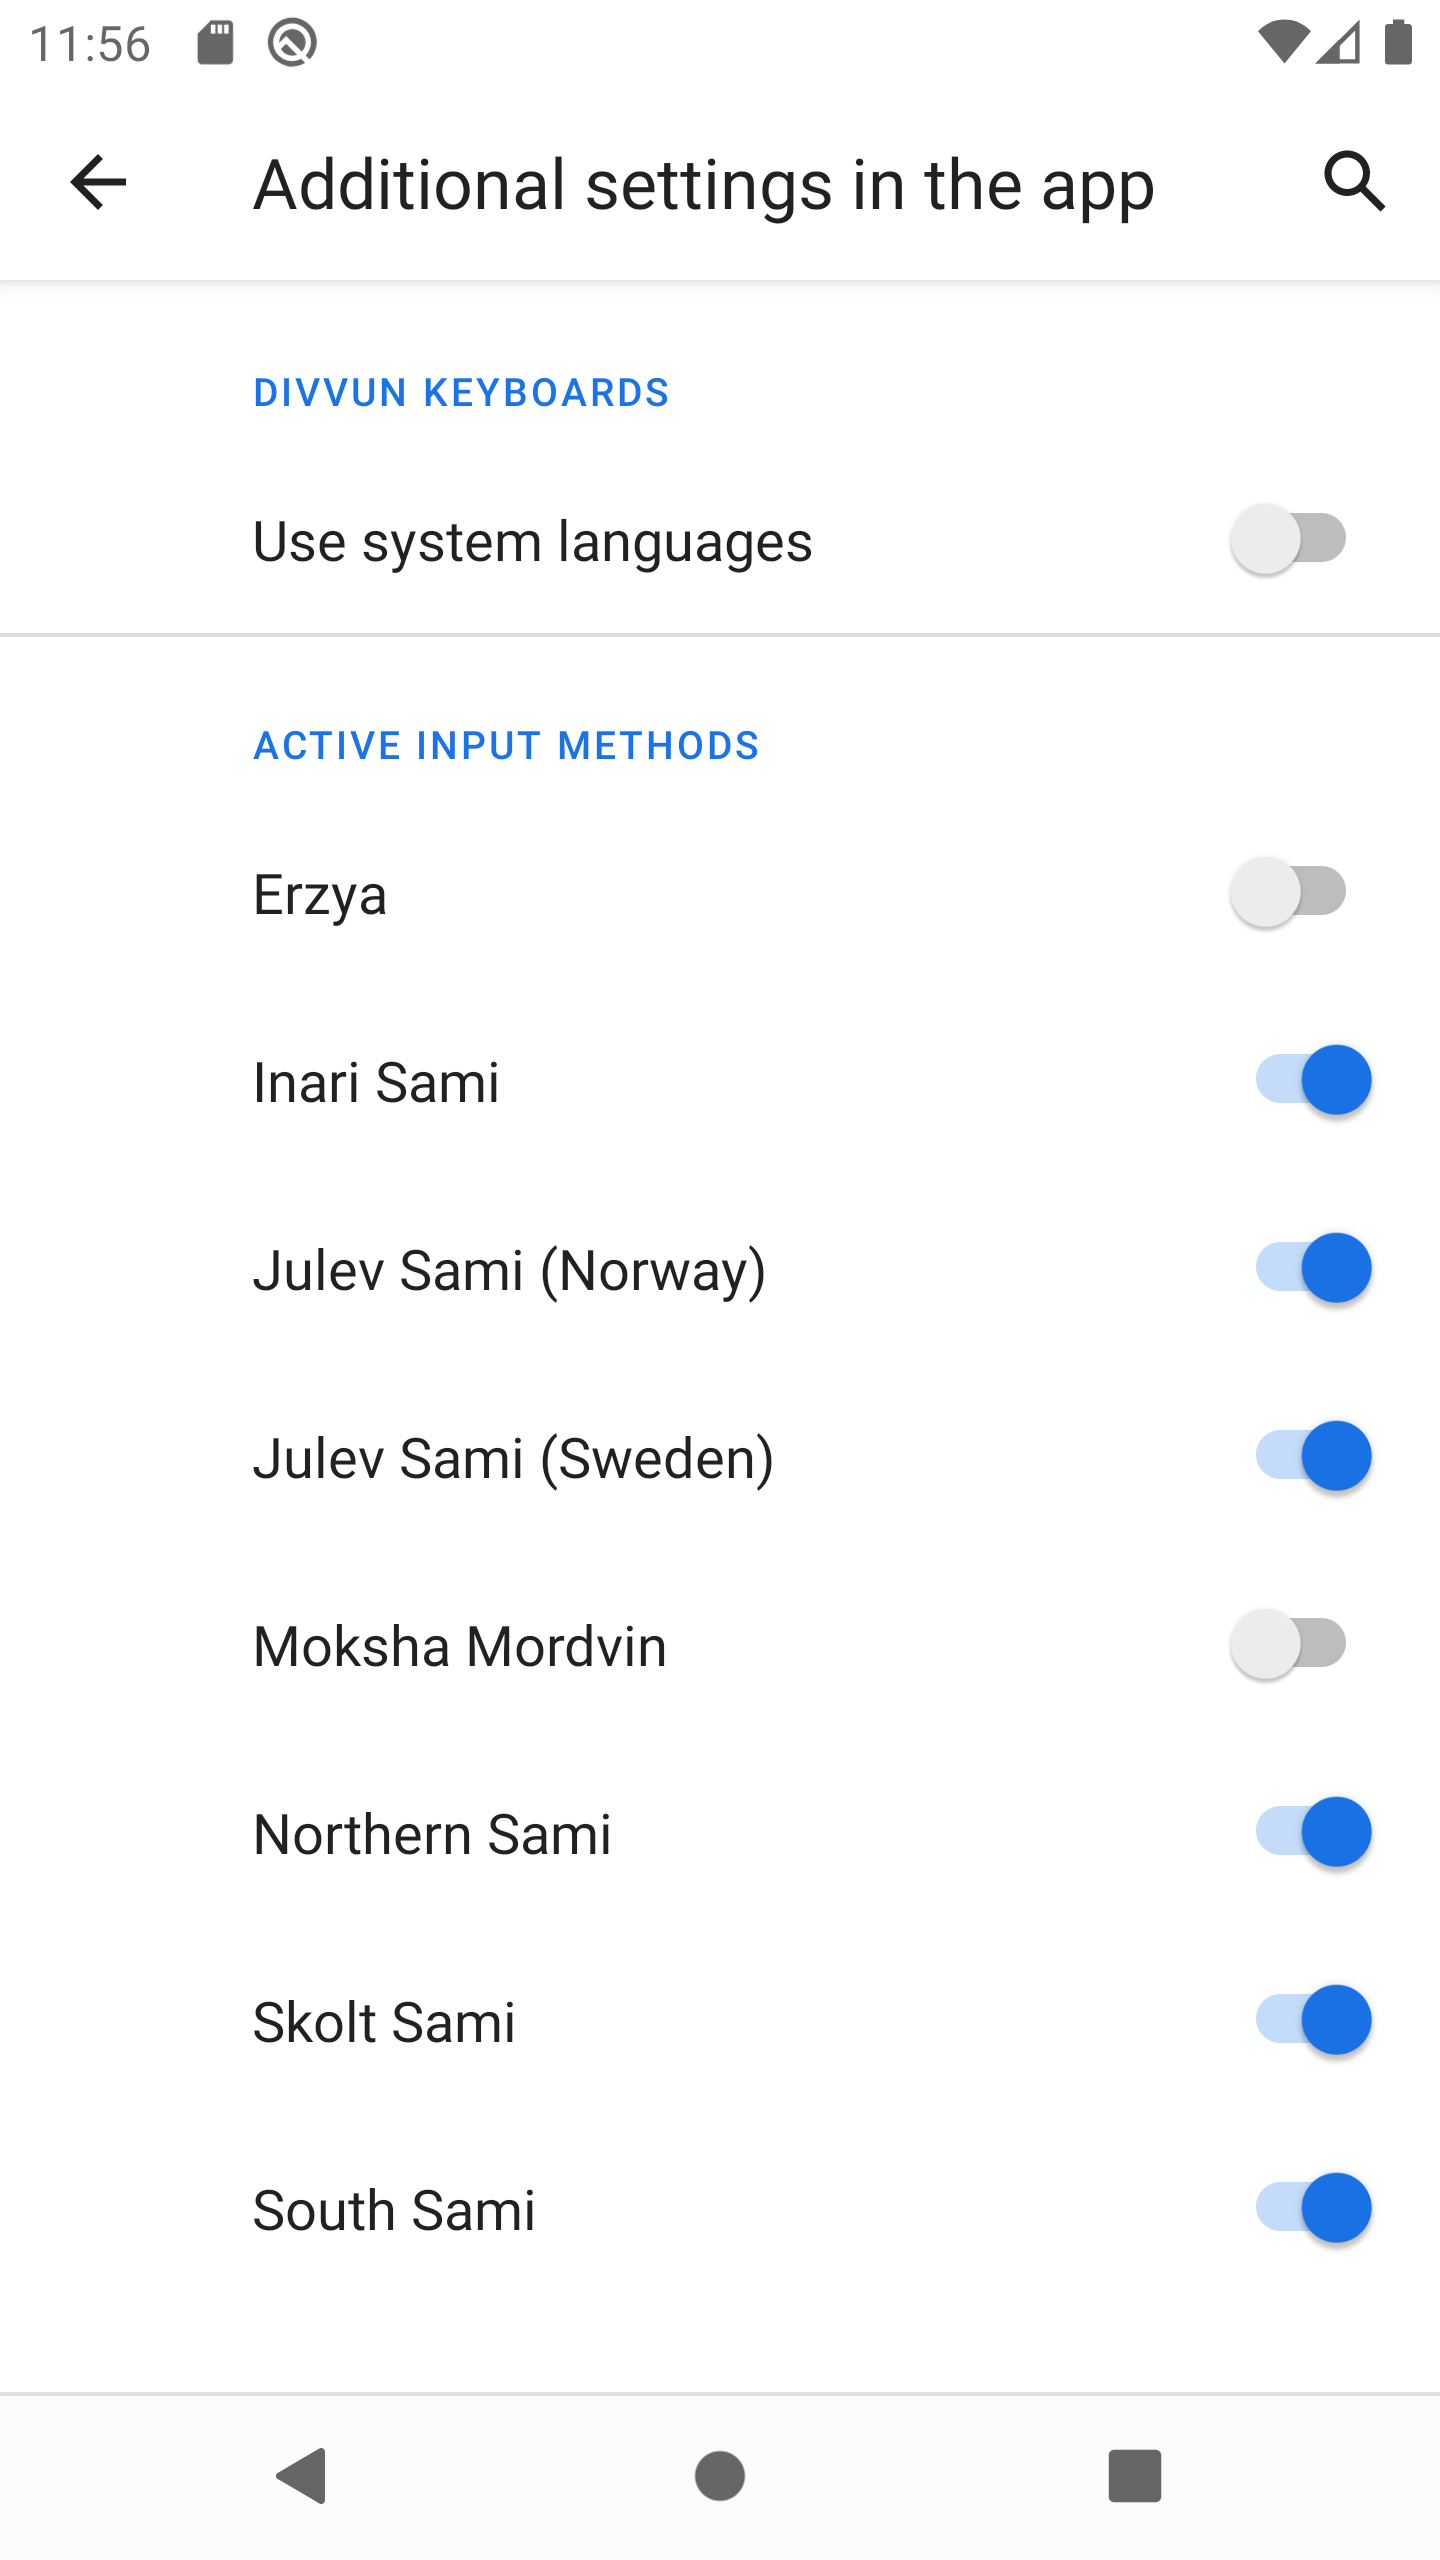 11:56
Additional settings in the app
DIVVUN KEYBOARDS
Use system languages
ACTIVE INPUT METHODS
Erzya
Inari Sami
Julev Sami (Norway)
Julev Sami (Sweden)
Moksha Mordvin
Northern Sami
Skolt Sami
South Sami